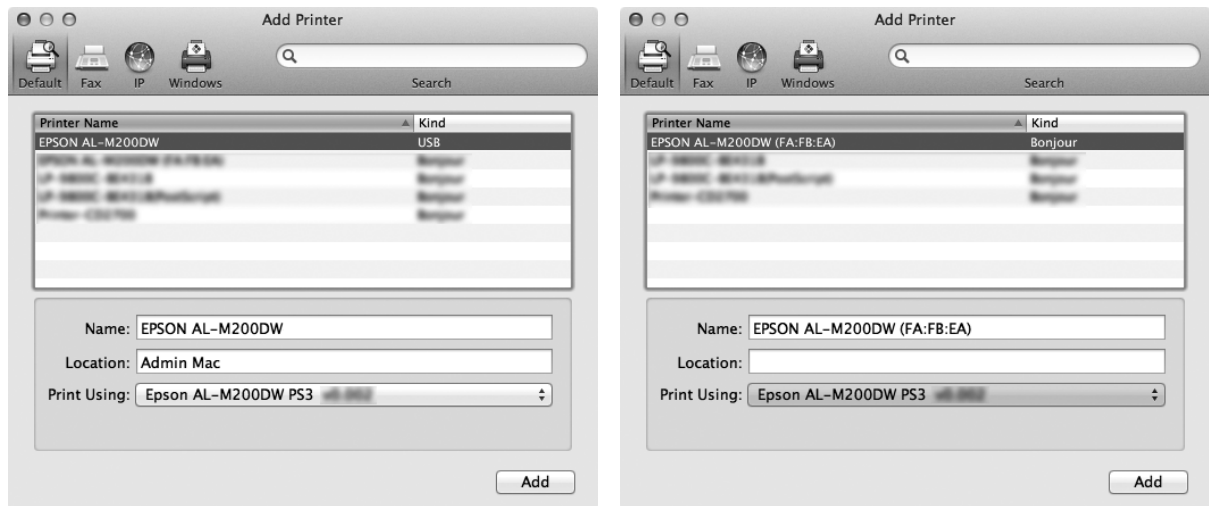 Add Printer
Default Fax IP Windows Search
Printer Name Kind
EPSON AL-M200DW USB
Name: EPSON AL-M200DW
Location: Admin Mac
Print Using: Epson AL-M200DW PS3
Add
Add Printer
Default Fax IP Windows Search
Printer Name Kind
EPSON AL-M200DW (FA:FB:EA) Bonjour
Name: EPSON AL-M200DW (FA:FB:EA)
Location:
Print Using: Epson AL-M200DW PS3
Add